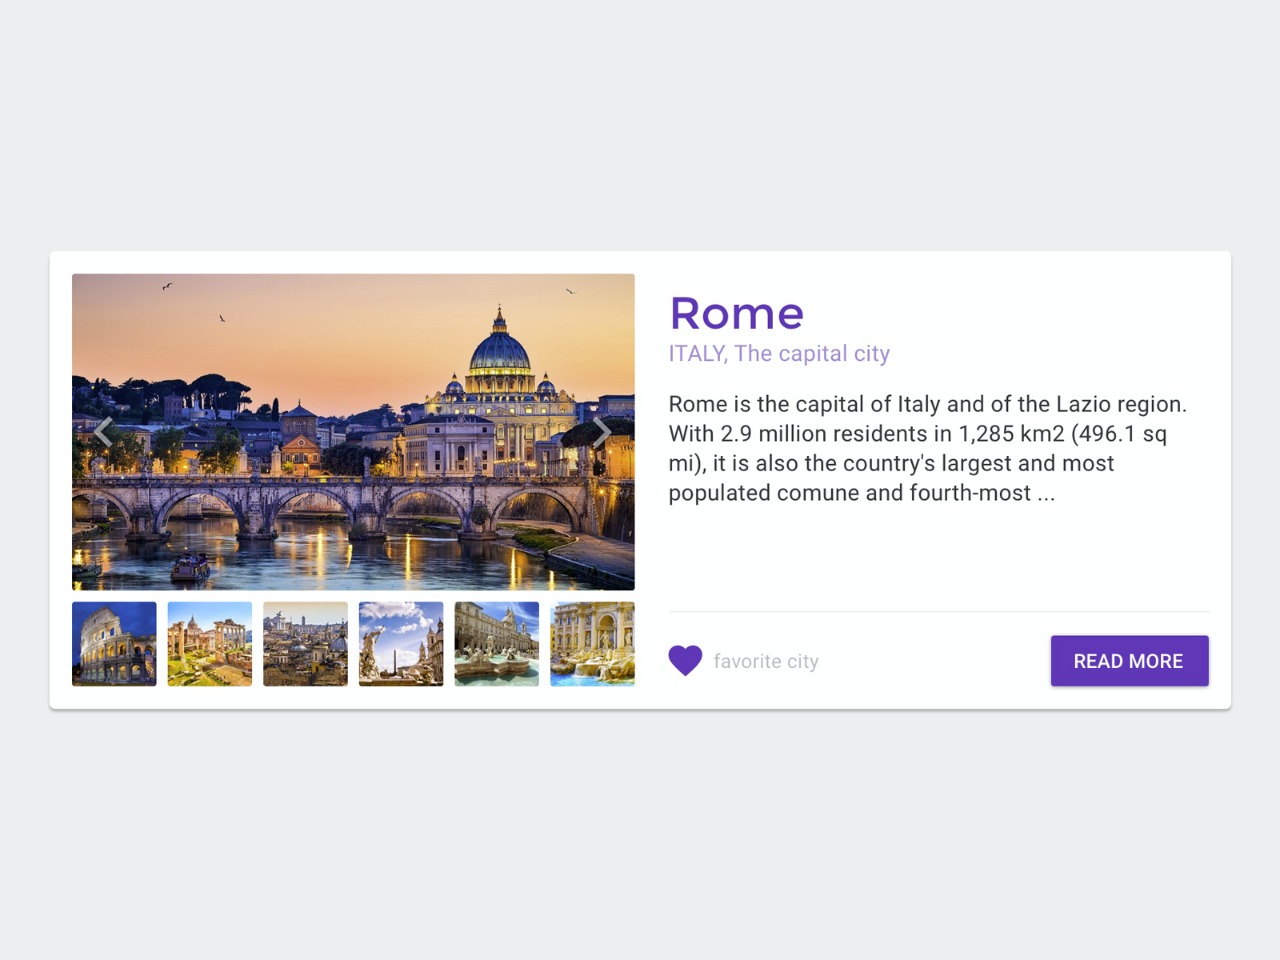 Rome
ITALY, The capital city
Rome is the capital of Italy and of the Lazio region.
With 2.9 million residents in 1,285 km2 (496.1 sq
mi), it is also the country's largest and most
populated comune and fourth-most ...
favorite city
READ MORE